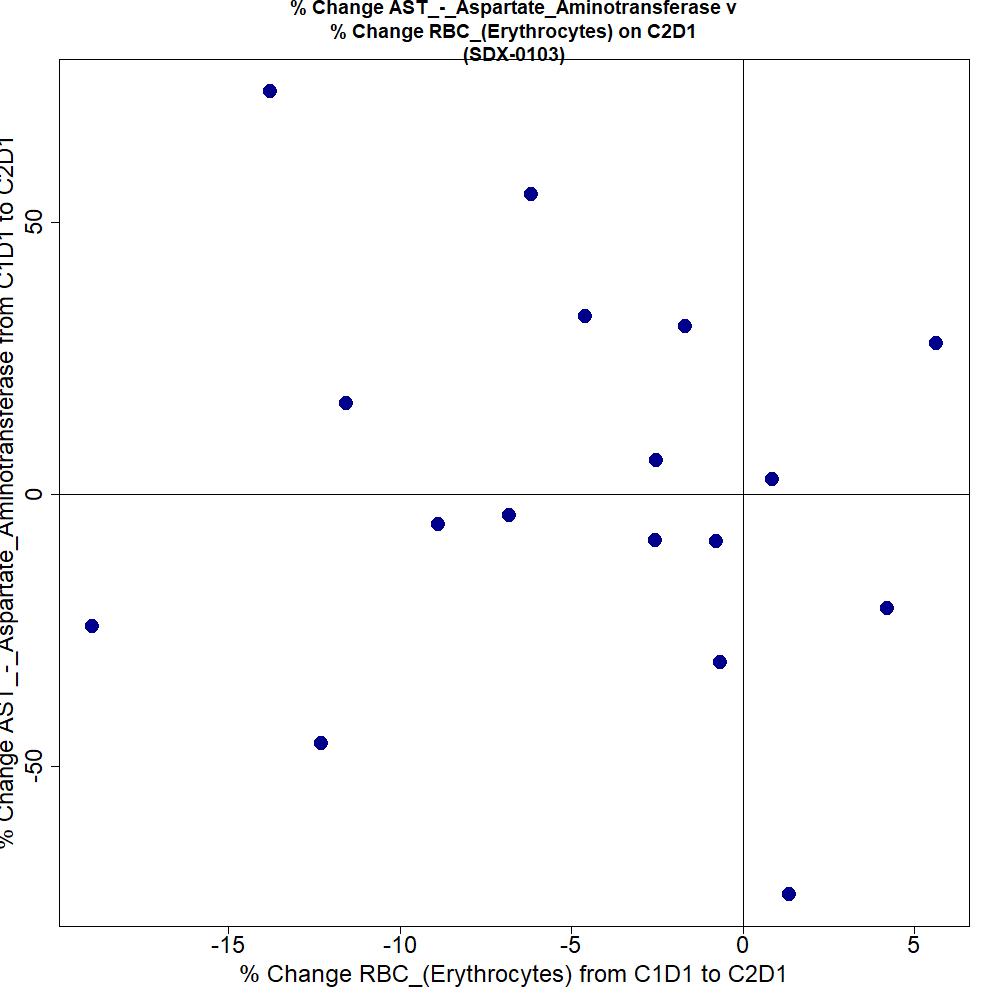 % Change AST_-_Aspartate_Aminotransferase v
% Change RBC_(Erythrocytes) on C2D1
(SDX-0103)
% Change AST_-_Aspartate_Aminotransferase from C1D1 to C2D1
50
0
-50
-15
-10
-5
0
5
% Change RBC_(Erythrocytes) from C1D1 to C2D1